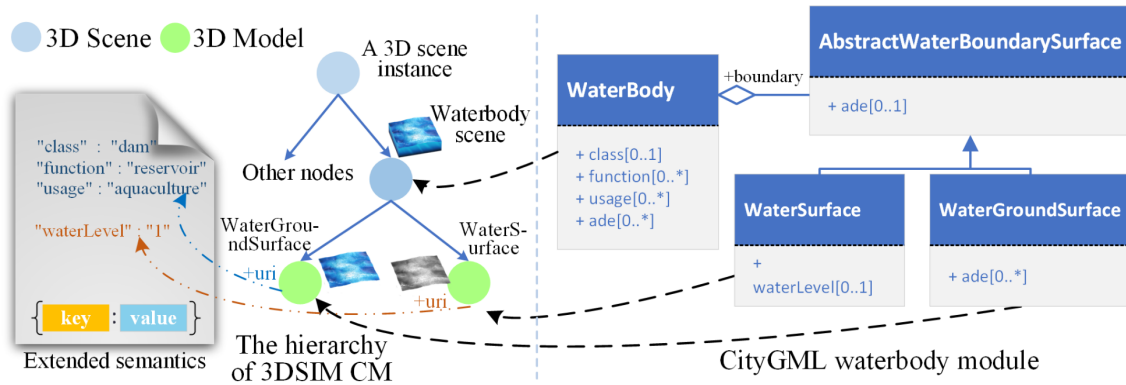 3D Scene
3D Model
A 3D scene
instance
Waterbody
scene
Other nodes
"class" : "dam"
"function" : "reservoir"
"usage" : "aquaculture"
"waterLevel" : "1"
{ key : value }
Extended semantics
WaterGrou-
ndSurface
WaterS-
urface
+uri
+uri
The hierarchy
of 3DSIM CM
WaterBody
+ class[0..1]
+ function[0..*]
+ usage[0..*]
+ ade[0..*]
+boundary
AbstractWaterBoundarySurface
+ ade[0..1]
WaterSurface
+
waterLevel[0..1]
WaterGroundSurface
+ ade[0..*]
CityGML waterbody module